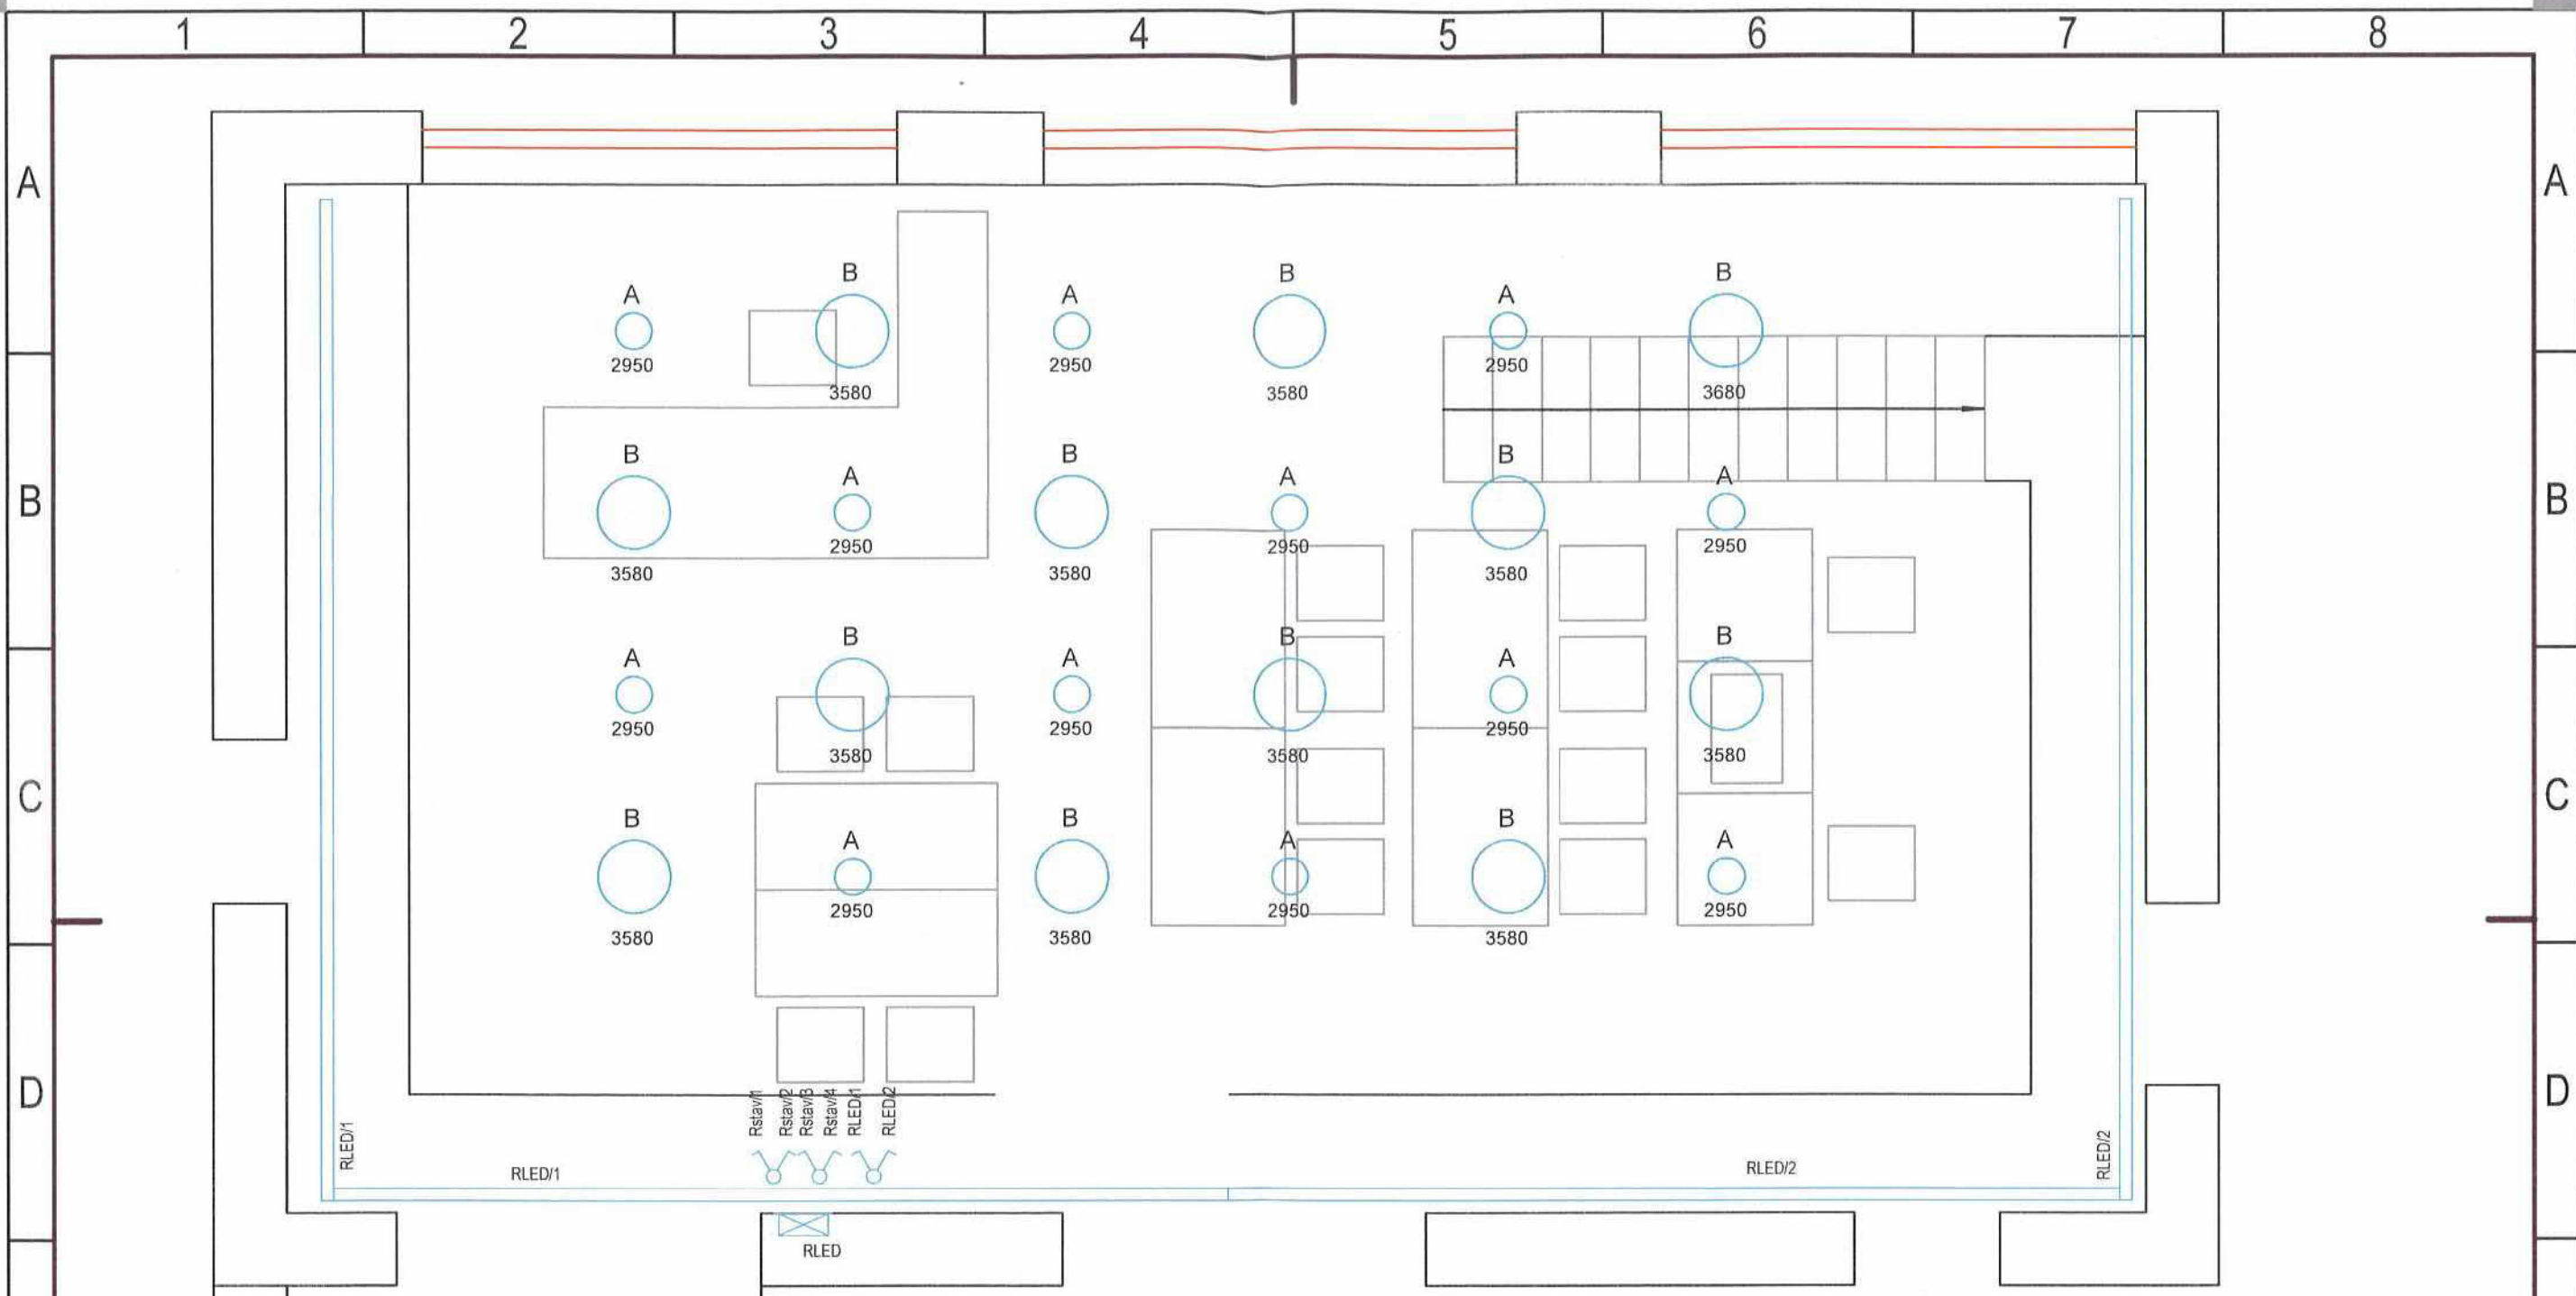 1 2 3 4 5 6 7 8
A A
B B B
A A A
2950 2950 2950
3580 3580 3680
B B B
A A A
B B
2950 2950 2950
3580 3580 3580
B B B
A A A
2950 2950 2950
3580 3580 3580
C C
B B B
A A A
2950 2950 2950
3580 3580 3580
D D
Rstav/1
Rstav/2
Rstav/3
Rstav/4
RLED/1
RLED/2
RLED/1
RLED/1
RLED/2
RLED/2
RLED